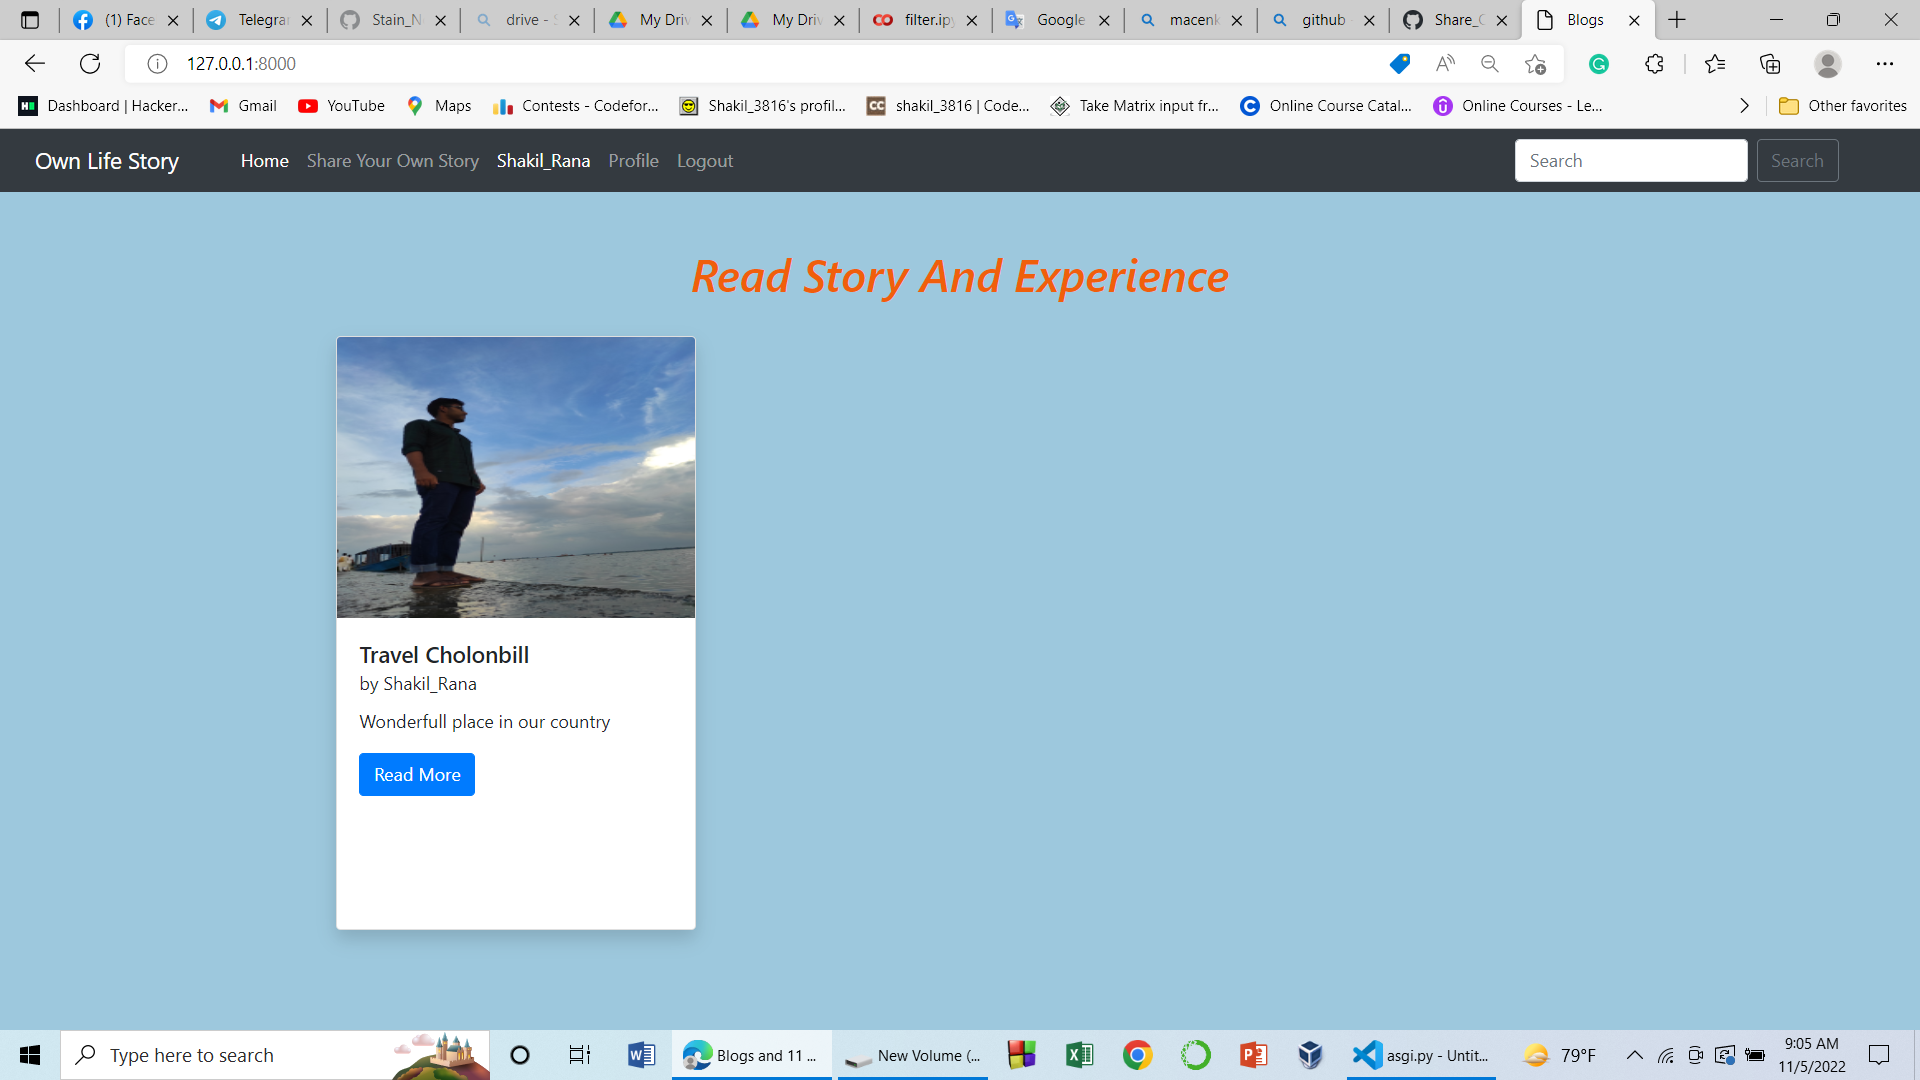 (1) Face
Telegrar
Stain_N
drive - S
My Driv
My Driv
filter.ipy
Google
macenk
github
Share_O
Blogs
127.0.0.1:8000
Dashboard | Hacker...
Gmail
YouTube
Maps
Contests - Codefor...
Shakil_3816's profil...
shakil_3816 | Code...
Take Matrix input fr...
Online Course Catal...
Online Courses - Le...
Other favorites
Own Life Story
Home
Share Your Own Story
Shakil_Rana
Profile
Logout
Search
Search
Read Story And Experience
Travel Cholonbill
by Shakil_Rana
Wonderfull place in our country
Read More
Type here to search
Blogs and 11 ...
New Volume (...
asgi.py - Untit...
79°F
9:05 AM
11/5/2022